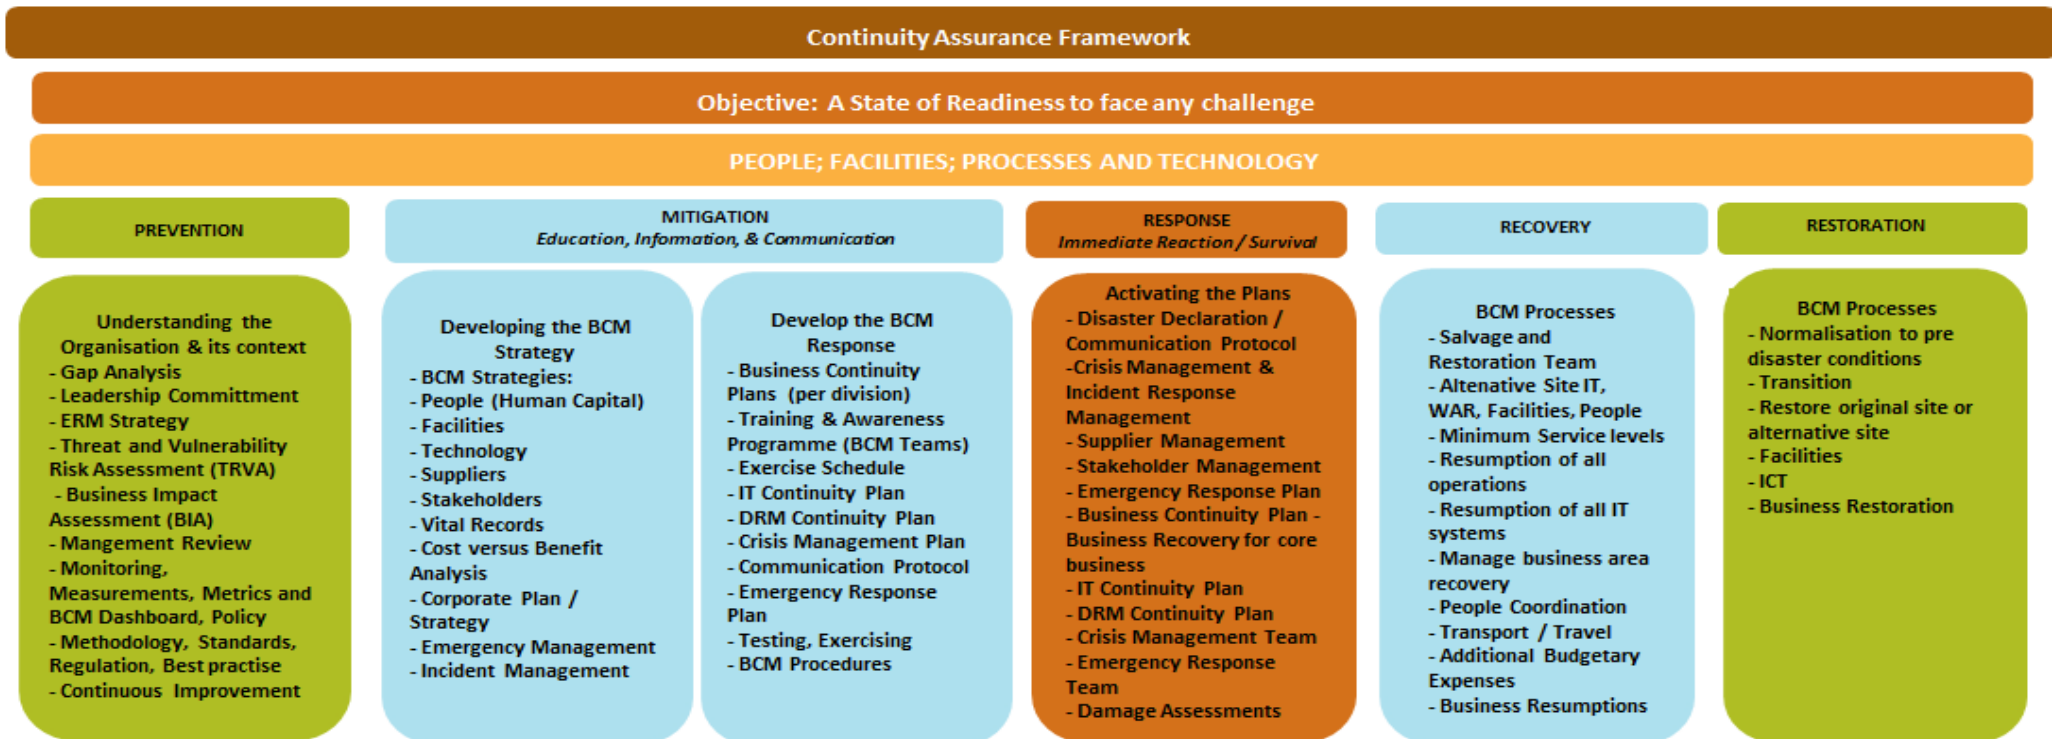 Continuity Assurance Framework
Objective: A State of Readiness to face any challenge
PEOPLE; FACILITIES; PROCESSES AND TECHNOLOGY
PREVENTION
Understanding the
Organisation & its context
- Gap Analysis
- Leadership Committment
- ERM Strategy
- Threat and Vulnerability
Risk Assessment (TRVA)
- Business Impact
Assessment (BIA)
- Mangement Review
- Monitoring,
Measurements, Metrics and
BCM Dashboard, Policy
- Methodology, Standards,
Regulation, Best practise
- Continuous Improvement
MITIGATION
Education, Information, & Communication
Developing the BCM
Strategy
- BCM Strategies:
- People (Human Capital)
- Facilities
- Technology
- Suppliers
- Stakeholders
- Vital Records
- Cost versus Benefit
Analysis
- Corporate Plan /
Strategy
- Emergency Management
- Incident Management
Develop the BCM
Response
- Business Continuity
Plans (per division)
- Training & Awareness
Programme (BCM Teams)
- Exercise Schedule
- IT Continuity Plan
- DRM Continuity Plan
- Crisis Management Plan
- Communication Protocol
- Emergency Response
Plan
- Testing, Exercising
- BCM Procedures
RESPONSE
Immediate Reaction / Survival
Activating the Plans
- Disaster Declaration /
Communication Protocol
-Crisis Management &
Incident Response
Management
- Supplier Management
- Stakeholder Management
- Emergency Response Plan
- Business Continuity Plan -
Business Recovery for core
business
- IT Continuity Plan
- DRM Continuity Plan
- Crisis Management Team
- Emergency Response
Team
- Damage Assessments
RECOVERY
BCM Processes
- Salvage and
Restoration Team
- Altenative Site IT,
WAR, Facilities, People
- Minimum Service levels
- Resumption of all
operations
- Resumption of all IT
systems
- Manage business area
recovery
- People Coordination
- Transport / Travel
- Additional Budgetary
Expenses
- Business Resumptions
RESTORATION
BCM Processes
- Normalisation to pre
disaster conditions
- Transition
- Restore original site or
alternative site
- Facilities
- ICT
- Business Restoration